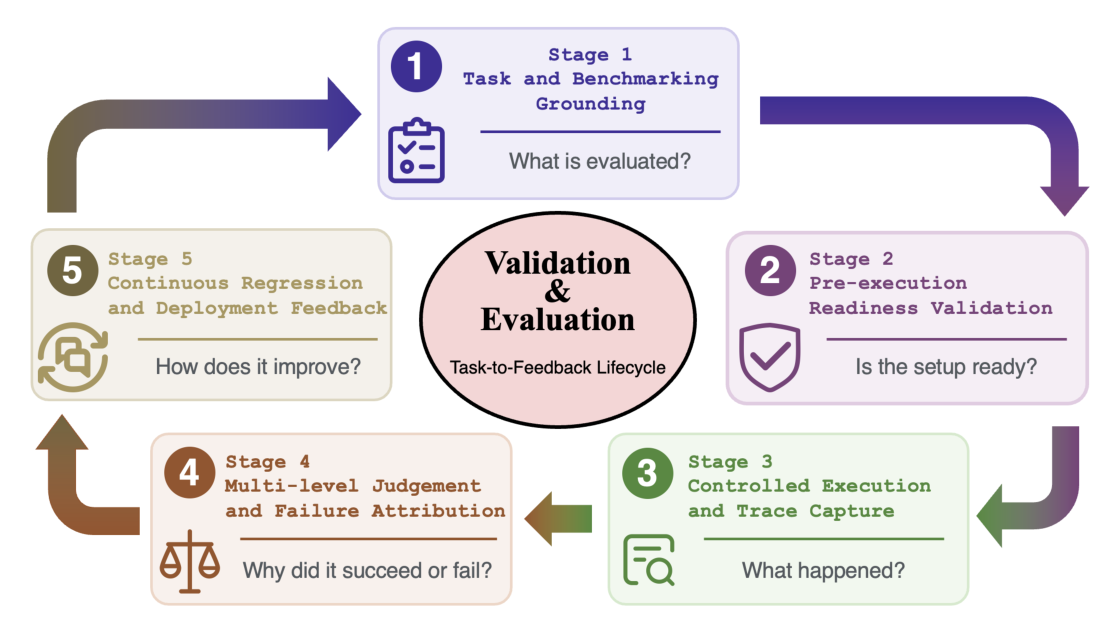 1
Stage 1
Task and Benchmarking
Grounding
What is evaluated?
2
Stage 2
Pre-execution
Readiness Validation
Is the setup ready?
3
Stage 3
Controlled Execution
and Trace Capture
What happened?
4
Stage 4
Multi-level Judgement
and Failure Attribution
Why did it succeed or fail?
5
Stage 5
Continuous Regression
and Deployment Feedback
How does it improve?
Validation
&
Evaluation
Task-to-Feedback Lifecycle